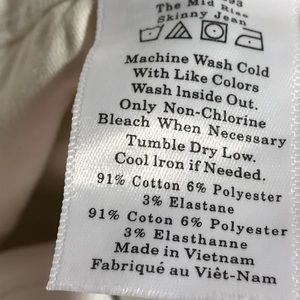 93
The Mid Rise
Skinny Jean
Machine Wash Cold
With Like Colors
Wash Inside Out.
Only Non-Chlorine
Bleach When Necessary
Tumble Dry Low.
Cool Iron if Needed.
91% Cotton 6% Polyester
3% Elastane
91% Coton 6% Polyester
3% Elasthanne
Made in Vietnam
Fabriqué au Viêt-Nam